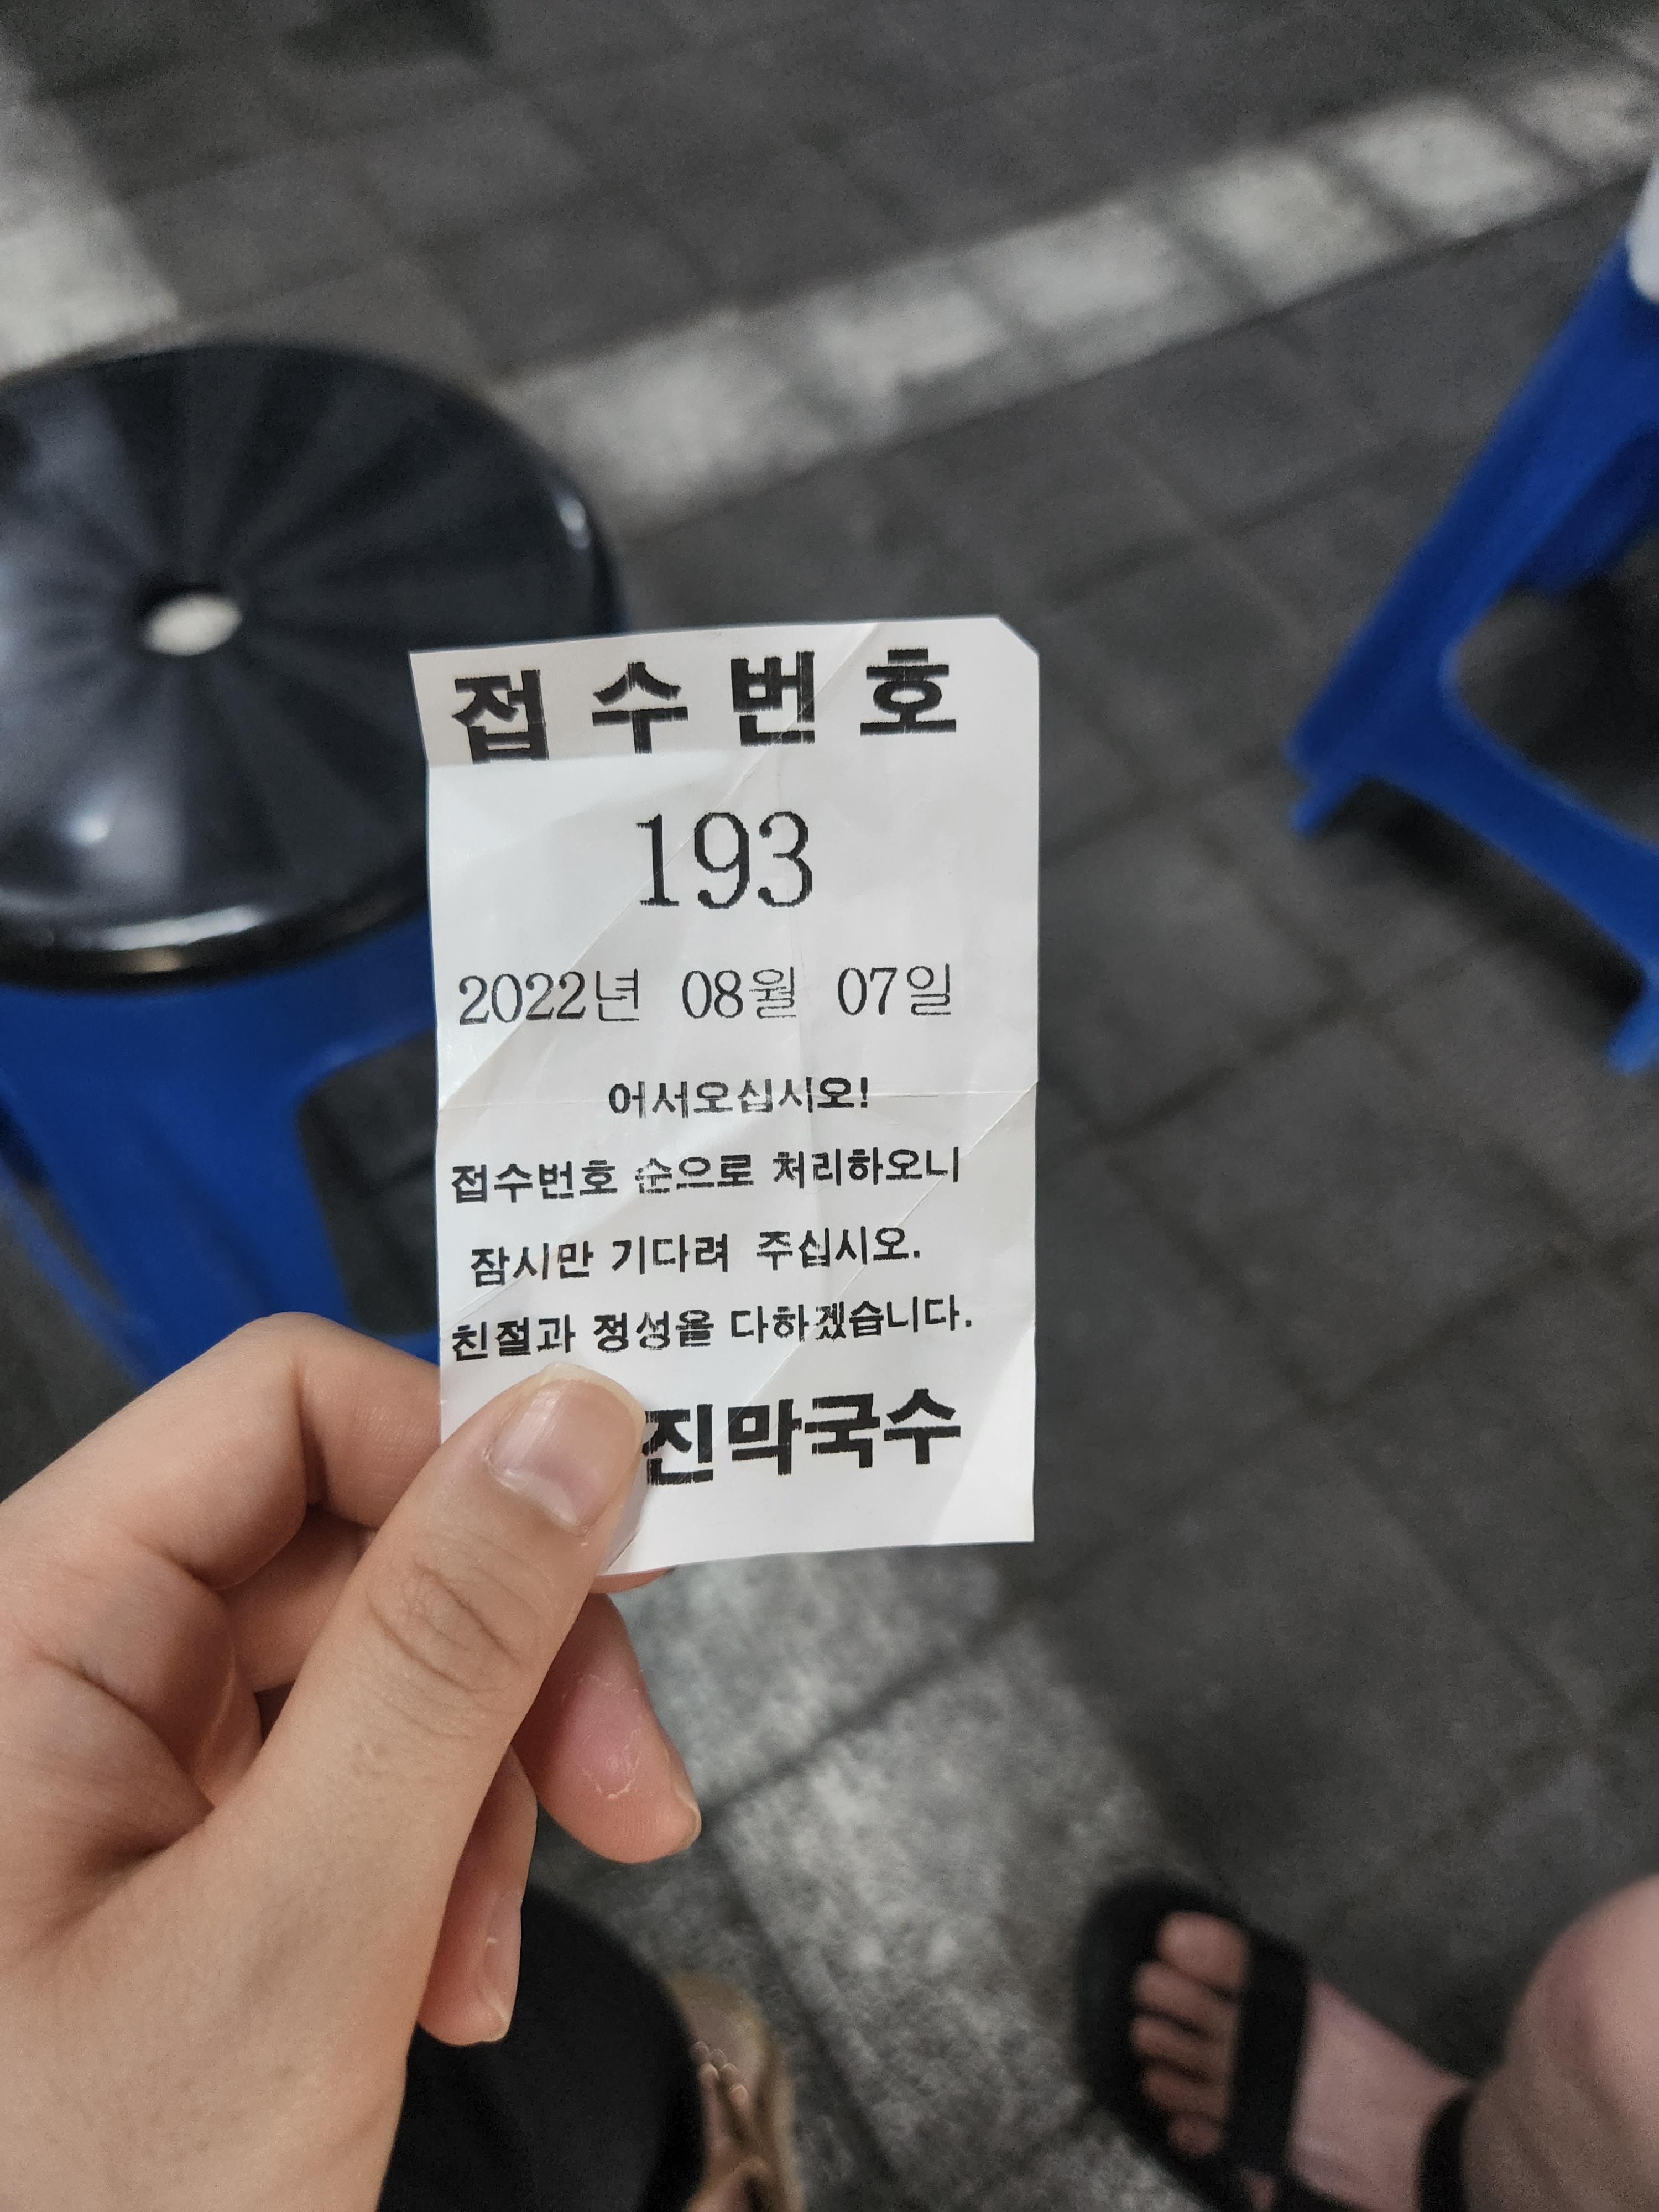 접수번호
193
2022년 08월 07일
어서오십시오!
접수번호 순으로 처리하오니
잠시만 기다려 주십시오.
친절과 정성을 다하겠습니다.
진막국수